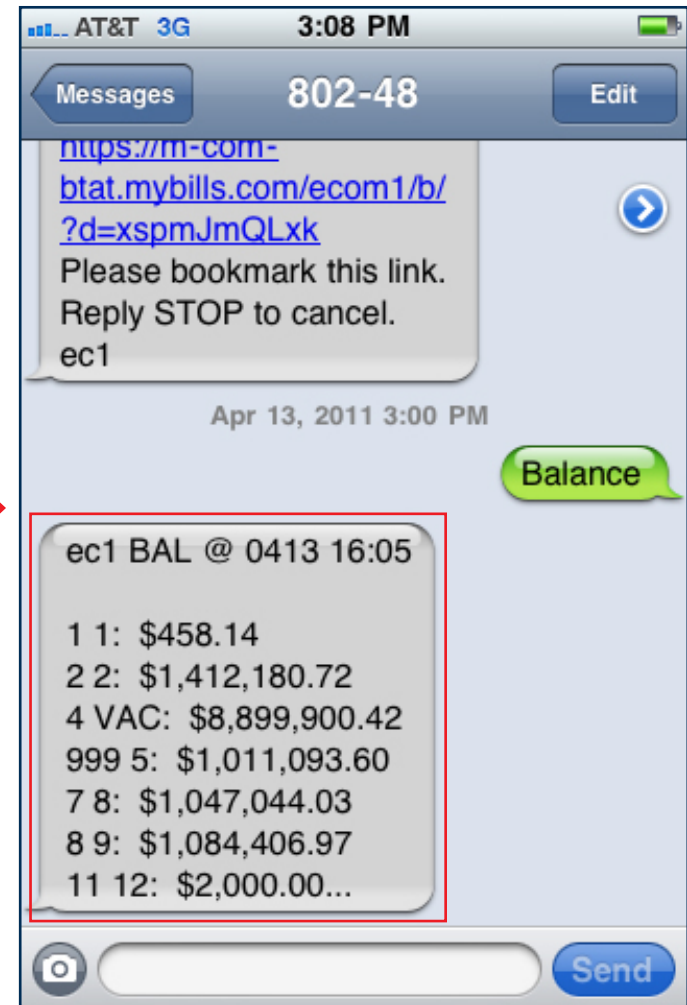 AT&T 3G 3:08 PM
Messages 802-48 Edit
https://m-com-
btat.mybills.com/ecom1/b/
?d=xspmJmQLxk
Please bookmark this link.
Reply STOP to cancel.
ec1
Apr 13, 2011 3:00 PM
Balance
ec1 BAL @ 0413 16:05
1 1: $458.14
2 2: $1,412,180.72
4 VAC: $8,899,900.42
999 5: $1,011,093.60
7 8: $1,047,044.03
8 9: $1,084,406.97
11 12: $2,000.00...
Send